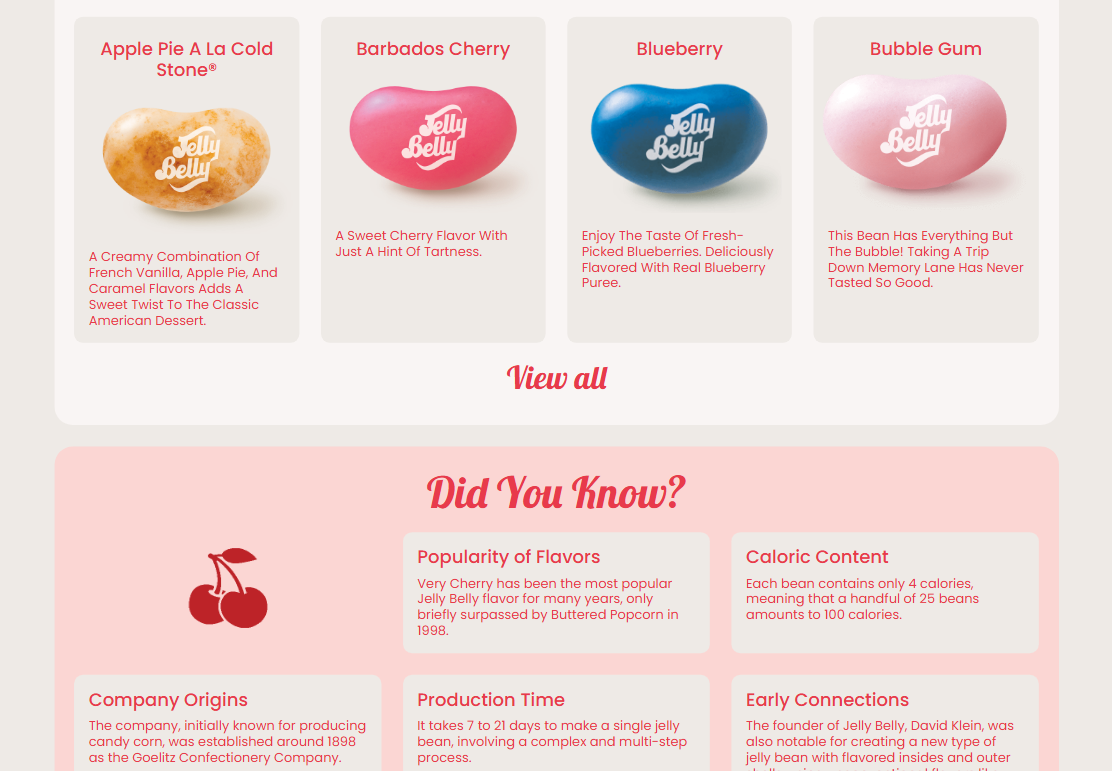 Apple Pie A La Cold
Stone®
Jelly
Belly
A Creamy Combination Of
French Vanilla, Apple Pie, And
Caramel Flavors Adds A
Sweet Twist To The Classic
American Dessert.
Barbados Cherry
Jelly
Belly
A Sweet Cherry Flavor With
Just A Hint Of Tartness.
Blueberry
Jelly
Belly
Enjoy The Taste Of Fresh-
Picked Blueberries. Deliciously
Flavored With Real Blueberry
Puree.
Bubble Gum
Jelly
Belly
This Bean Has Everything But
The Bubble! Taking A Trip
Down Memory Lane Has Never
Tasted So Good.
View all
Did You Know?
Popularity of Flavors
Very Cherry has been the most popular
Jelly Belly flavor for many years, only
briefly surpassed by Buttered Popcorn in
1998.
Caloric Content
Each bean contains only 4 calories,
meaning that a handful of 25 beans
amounts to 100 calories.
Company Origins
The company, initially known for producing
candy corn, was established around 1898
as the Goelitz Confectionery Company.
Production Time
It takes 7 to 21 days to make a single jelly
bean, involving a complex and multi-step
process.
Early Connections
The founder of Jelly Belly, David Klein, was
also notable for creating a new type of
jelly bean with flavored insides and outer